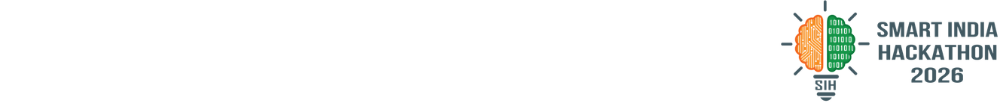 SMART INDIA
HACKATHON
2026
SIH